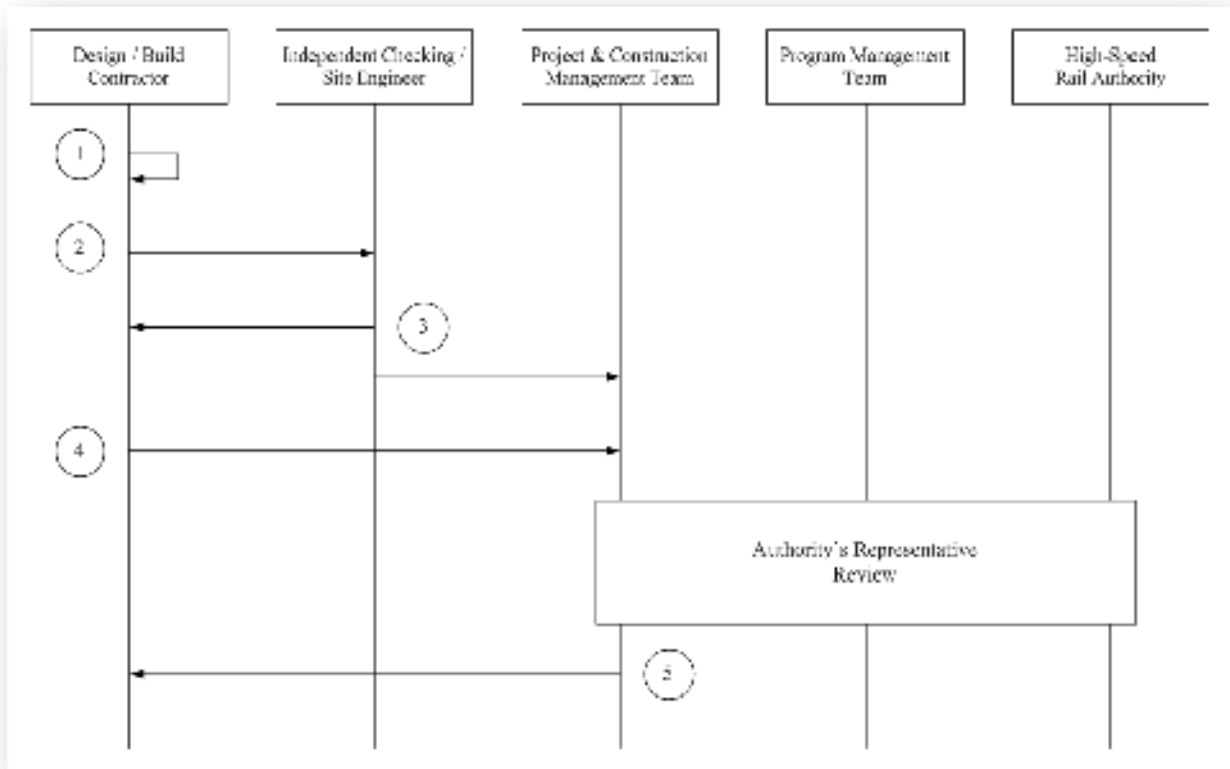 Design / Build
Contractor
Independent Checking /
Site Engineer
Project & Construction
Management Team
Program Management
Team
High-Speed
Rail Authority
1
2
3
4
Authority's Representative
Review
5